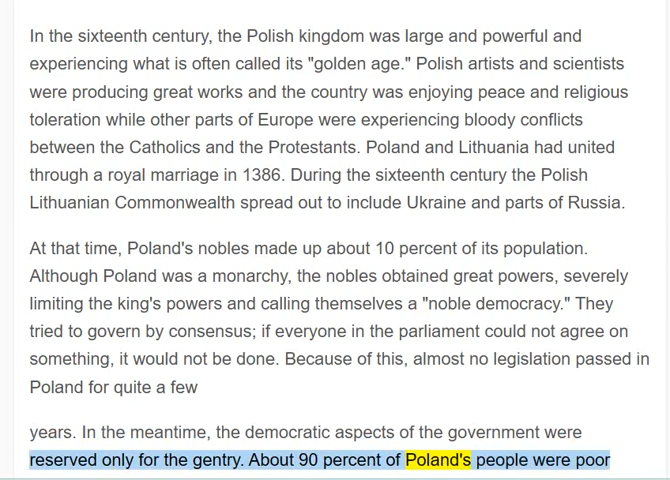 In the sixteenth century, the Polish kingdom was large and powerful and
experiencing what is often called its "golden age." Polish artists and scientists
were producing great works and the country was enjoying peace and religious
toleration while other parts of Europe were experiencing bloody conflicts
between the Catholics and the Protestants. Poland and Lithuania had united
through a royal marriage in 1386. During the sixteenth century the Polish
Lithuanian Commonwealth spread out to include Ukraine and parts of Russia.
At that time, Poland's nobles made up about 10 percent of its population.
Although Poland was a monarchy, the nobles obtained great powers, severely
limiting the king's powers and calling themselves a "noble democracy." They
tried to govern by consensus; if everyone in the parliament could not agree on
something, it would not be done. Because of this, almost no legislation passed in
Poland for quite a few
years. In the meantime, the democratic aspects of the government were
reserved only for the gentry. About 90 percent of Poland's people were poor